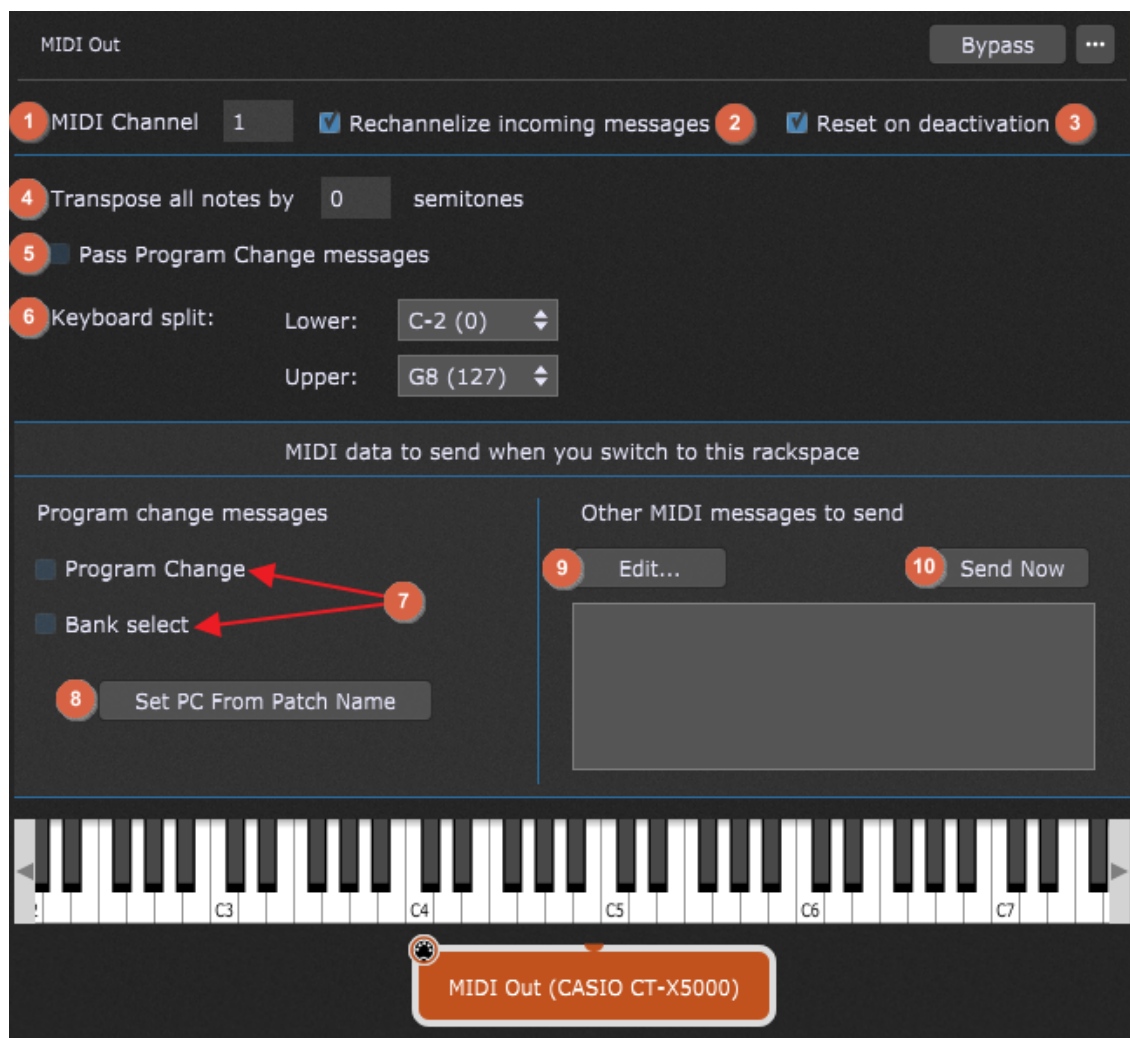 MIDI Out Bypass ...
1 MIDI Channel 1 Rechannelize incoming messages 2 Reset on deactivation 3
4 Transpose all notes by 0 semitones
5 Pass Program Change messages
6 Keyboard split: Lower: C-2 (0)
Upper: G8 (127)
MIDI data to send when you switch to this rackspace
Program change messages
Program Change
7
Bank select
8 Set PC From Patch Name
Other MIDI messages to send
9 Edit... 10 Send Now
C3 C4 C5 C6 C7
MIDI Out (CASIO CT-X5000)